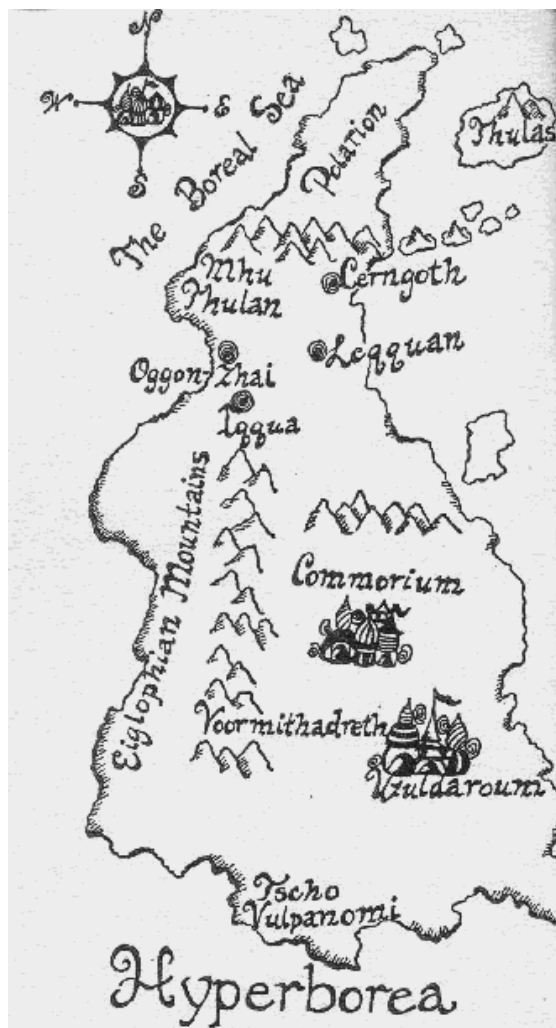 N
W
E
S
The Boreal Sea
Polarion
Thulask
Mhu
Thulan
Cerngoth
Leqquan
Oggon-Zhai
Iqqua
Eiglophian Mountains
Commorium
Voormithadreth
Uzuldaroum
Tscho
Vulpanomi
Hyperborea